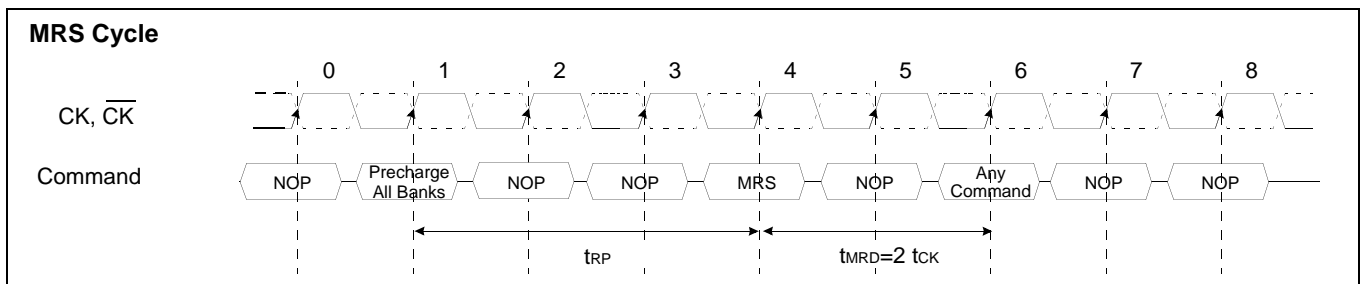 MRS Cycle
0 1 2 3 4 5 6 7 8
CK, C̅K̅
Command
NOP Precharge All Banks NOP NOP MRS NOP Any Command NOP NOP
tRP tMRD=2 tCK